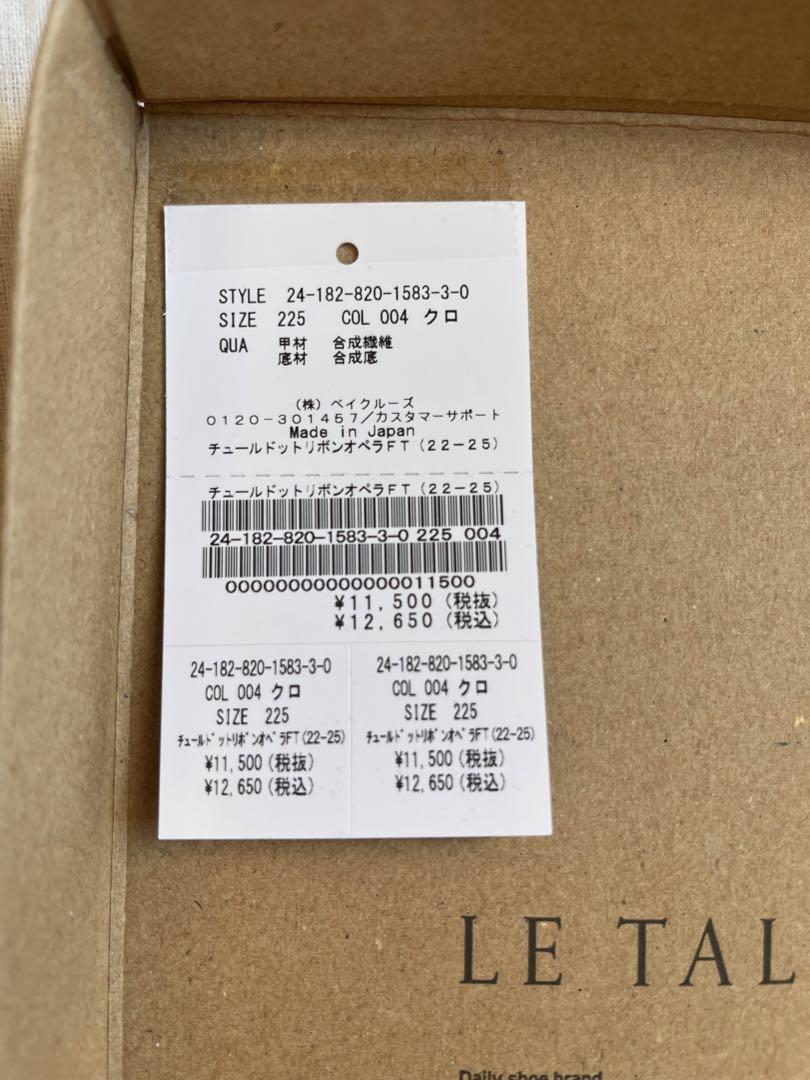 STYLE 24-182-820-1583-3-0
SIZE 225 COL 004 クロ
QUA 甲材 合成繊維
底材 合成底
(株) ベイクルーズ
0120-301457/カスタマーサポート
Made in Japan
チュールドットリボンオペラFT(22-25)
チュールドットリボンオペラFT(22-25)
24-182-820-1583-3-0 225 004
00000000000000011500
¥11,500(税抜)
¥12,650(税込)
24-182-820-1583-3-0
COL 004 クロ
SIZE 225
ﾁｭｰﾙﾄﾞｯﾄﾘﾎﾞﾝｵﾍﾟﾗFT(22-25)
¥11,500(税抜)
¥12,650(税込)
24-182-820-1583-3-0
COL 004 クロ
SIZE 225
ﾁｭｰﾙﾄﾞｯﾄﾘﾎﾞﾝｵﾍﾟﾗFT(22-25)
¥11,500(税抜)
¥12,650(税込)
LE TAL
Daily shoe brand